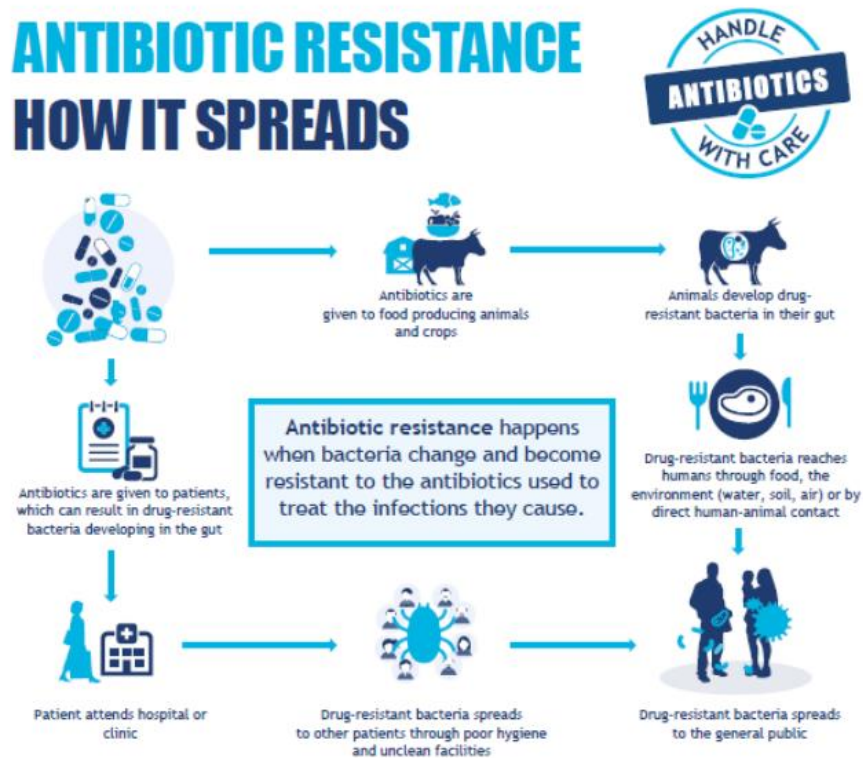 ANTIBIOTIC RESISTANCE
HOW IT SPREADS
HANDLE
ANTIBIOTICS
WITH CARE
Antibiotics are
given to food producing animals
and crops
Animals develop drug-
resistant bacteria in their gut
Antibiotics are given to patients,
which can result in drug-resistant
bacteria developing in the gut
Antibiotic resistance happens
when bacteria change and become
resistant to the antibiotics used to
treat the infections they cause.
Drug-resistant bacteria reaches
humans through food, the
environment (water, soil, air) or by
direct human-animal contact
Patient attends hospital or
clinic
Drug-resistant bacteria spreads
to other patients through poor hygiene
and unclean facilities
Drug-resistant bacteria spreads
to the general public